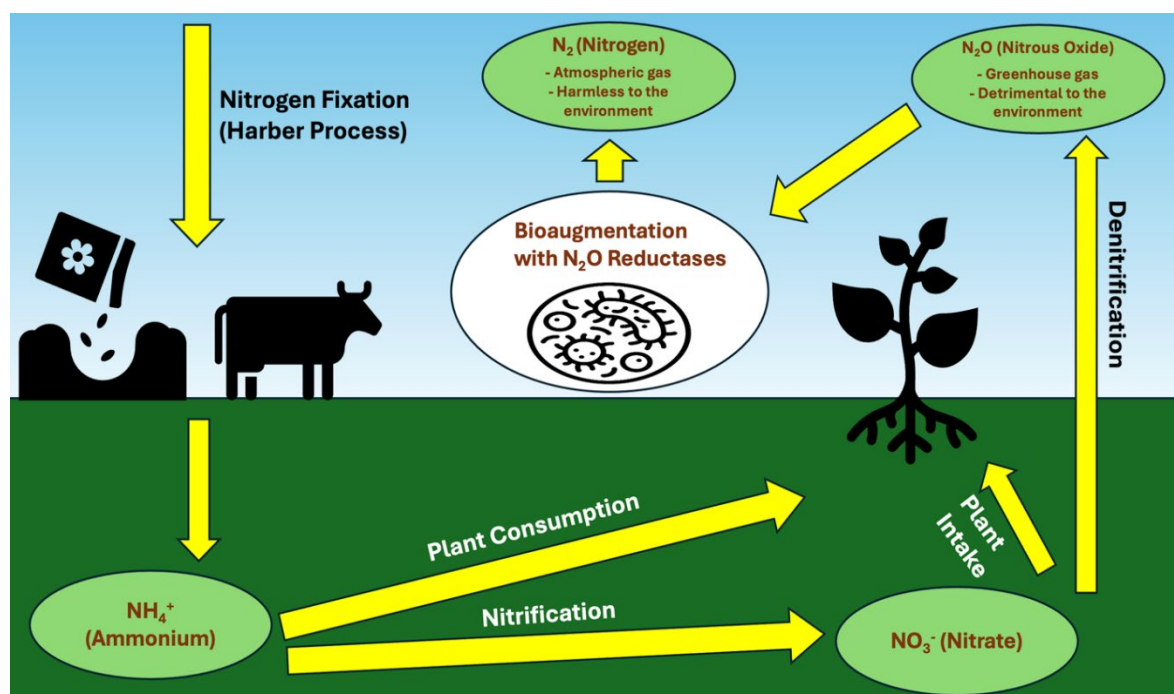 N₂ (Nitrogen)
- Atmospheric gas
- Harmless to the
environment
N₂O (Nitrous Oxide)
- Greenhouse gas
- Detrimental to the
environment
Nitrogen Fixation
(Harber Process)
Bioaugmentation
with N₂O Reductases
Denitrification
Plant Consumption
Plant
Intake
Nitrification
NH₄⁺
(Ammonium)
NO₃⁻ (Nitrate)